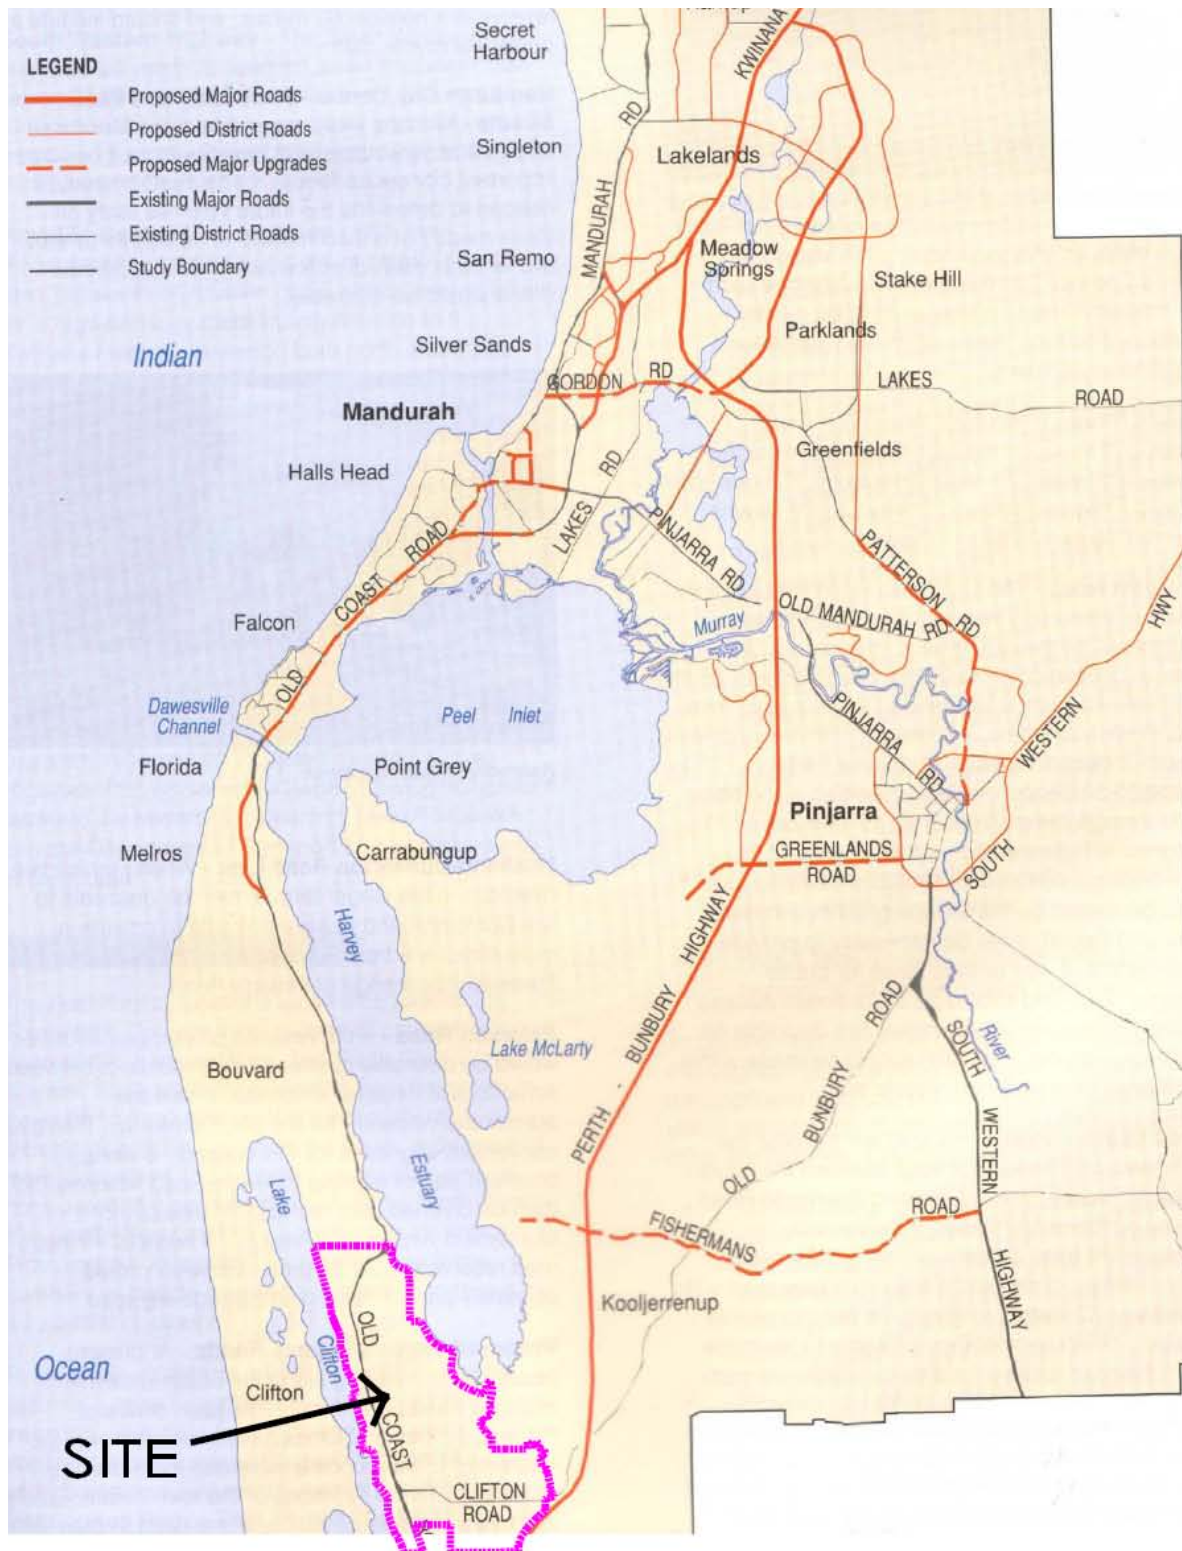 Secret
Harbour
KWINANA
LEGEND
Proposed Major Roads
Proposed District Roads
Proposed Major Upgrades
Existing Major Roads
Existing District Roads
Study Boundary
RD
Singleton
Lakelands
MANDURAH
San Remo
Meadow
Springs
Stake Hill
Indian
Silver Sands
Parklands
GORDON
RD
LAKES
ROAD
Mandurah
Greenfields
Halls Head
RD
LAKES
ROAD
PINJARRA RD
PATTERSON
RD
COAST
OLD MANDURAH RD
HWY
Falcon
Murray
OLD
Dawesville
Channel
Peel Inlet
PINJARRA
RD
WESTERN
Florida
Point Grey
Pinjarra
Melros
Carrabungup
GREENLANDS
ROAD
SOUTH
Harvey
HIGHWAY
BUNBURY
ROAD
SOUTH
River
Lake McLarty
Bouvard
PERTH
BUNBURY
WESTERN
Estuary
Lake
OLD
ROAD
FISHERMANS
HIGHWAY
Kooljerrenup
OLD
Clifton
Ocean
Clifton
COAST
SITE
CLIFTON
ROAD